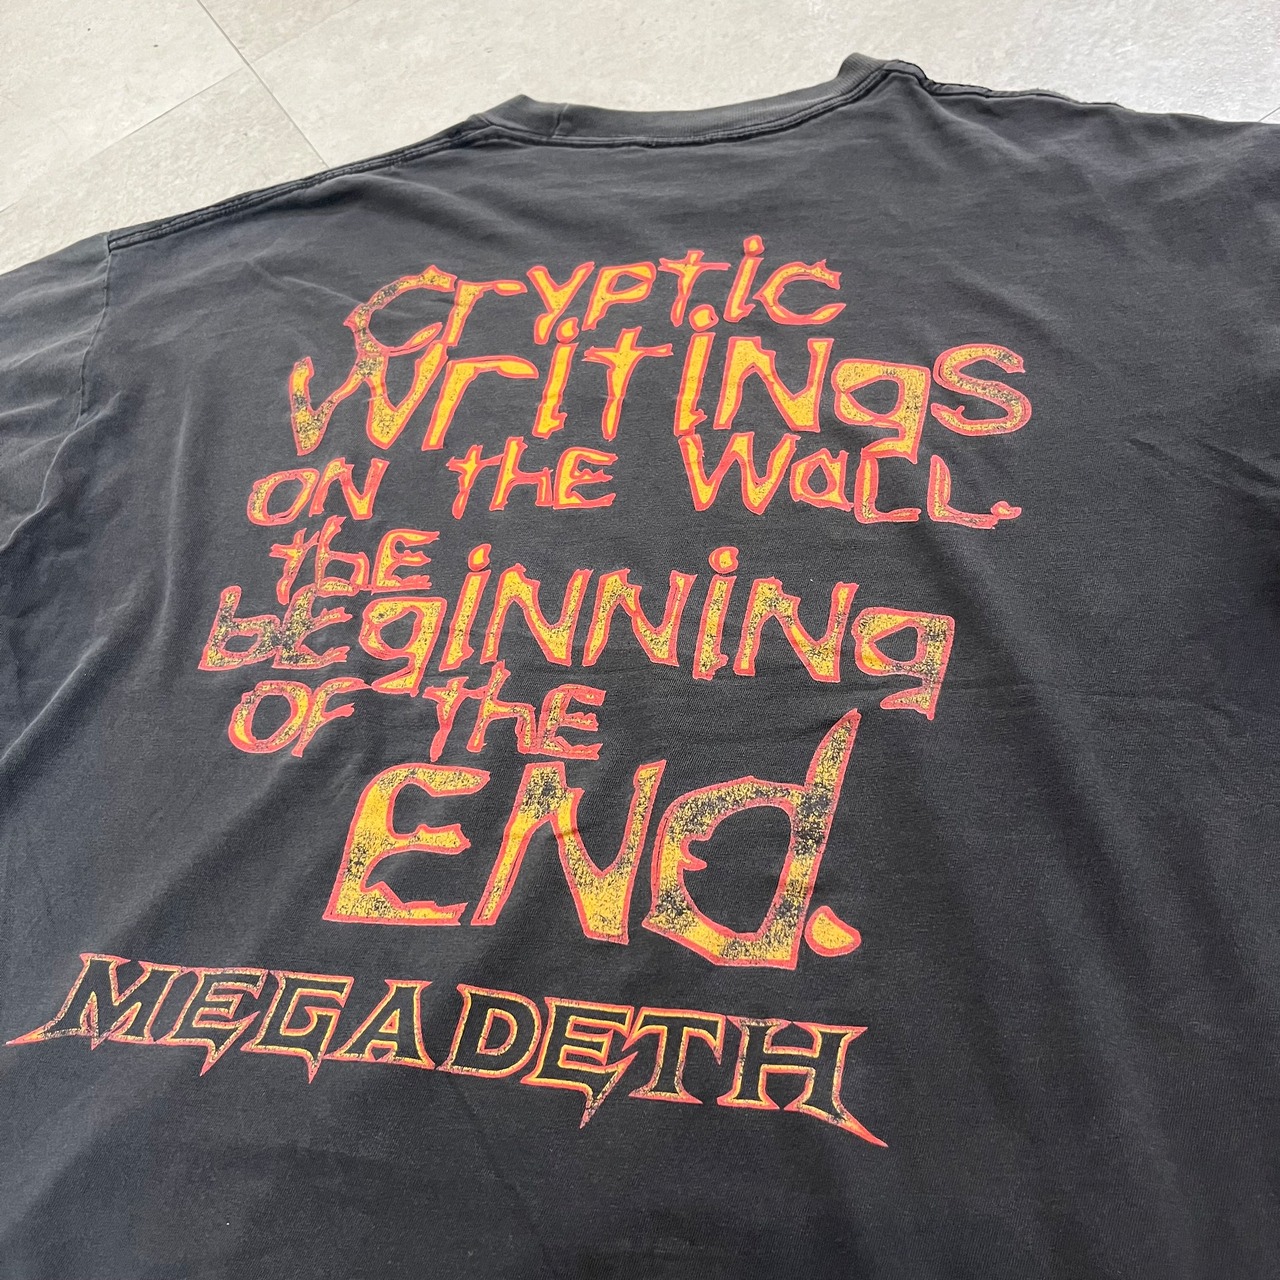 Cryptic
WritiNgs
ON tHE WaLL.
thE
bEgiNNiNg
OF thE
ENd.
MEGADETH